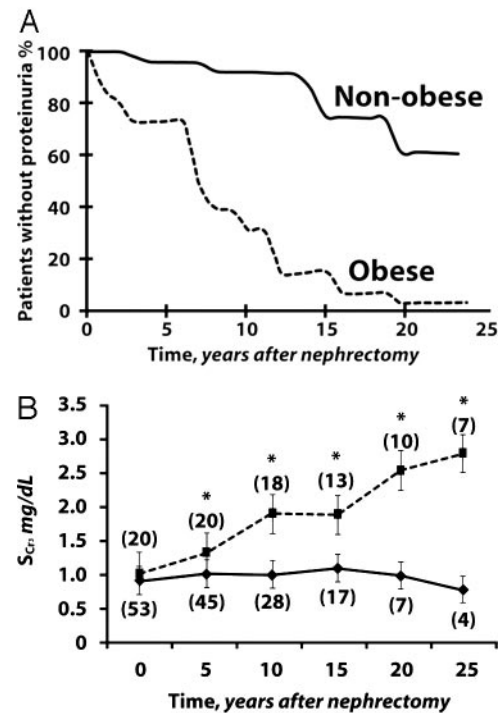 A
Patients without proteinuria %
100
80
60
40
20
0
Non-obese
Obese
0 5 10 15 20 25
Time, years after nephrectomy
B
S Cr, mg/dL
3.5
3.0
2.5
2.0
1.5
1.0
0.5
0
* * * * *
(20) (20) (18) (13) (10) (7)
(53) (45) (28) (17) (7) (4)
0 5 10 15 20 25
Time, years after nephrectomy